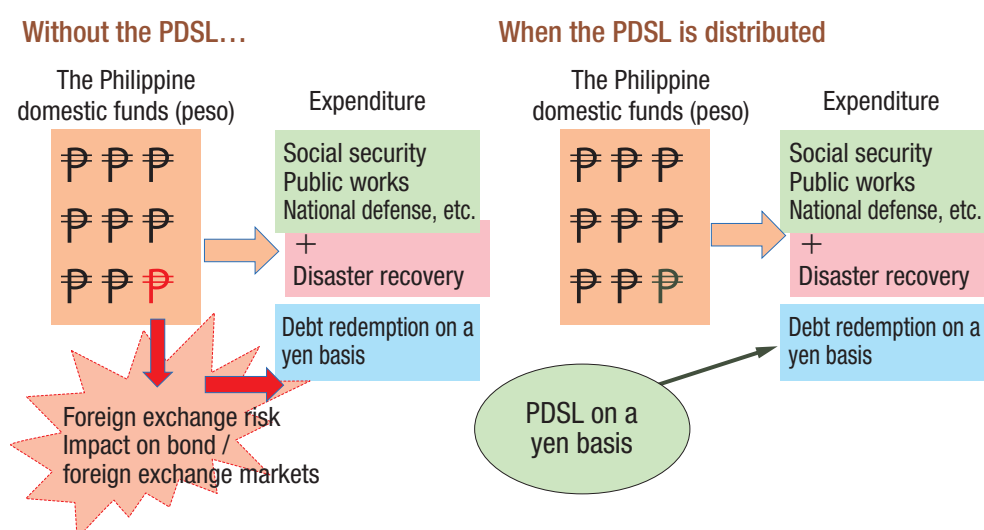 Without the PDSL…
The Philippine
domestic funds (peso)
₱ ₱ ₱
₱ ₱ ₱
₱ ₱ ₱
Expenditure
Social security
Public works
National defense, etc.
+
Disaster recovery
Debt redemption on a
yen basis
Foreign exchange risk
Impact on bond /
foreign exchange markets
When the PDSL is distributed
The Philippine
domestic funds (peso)
₱ ₱ ₱
₱ ₱ ₱
₱ ₱ ₱
Expenditure
Social security
Public works
National defense, etc.
+
Disaster recovery
Debt redemption on a
yen basis
PDSL on a
yen basis